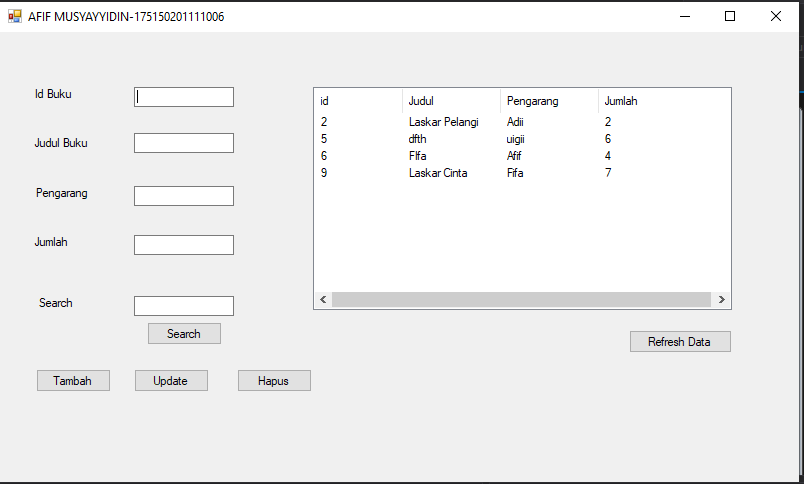 AFIF MUSYAYYIDIN-175150201111006
Id Buku
Judul Buku
Pengarang
Jumlah
Search
Search
Tambah Update Hapus
id Judul Pengarang Jumlah
2 Laskar Pelangi Adii 2
5 dfth uigii 6
6 FIfa Afif 4
9 Laskar Cinta Fifa 7
Refresh Data